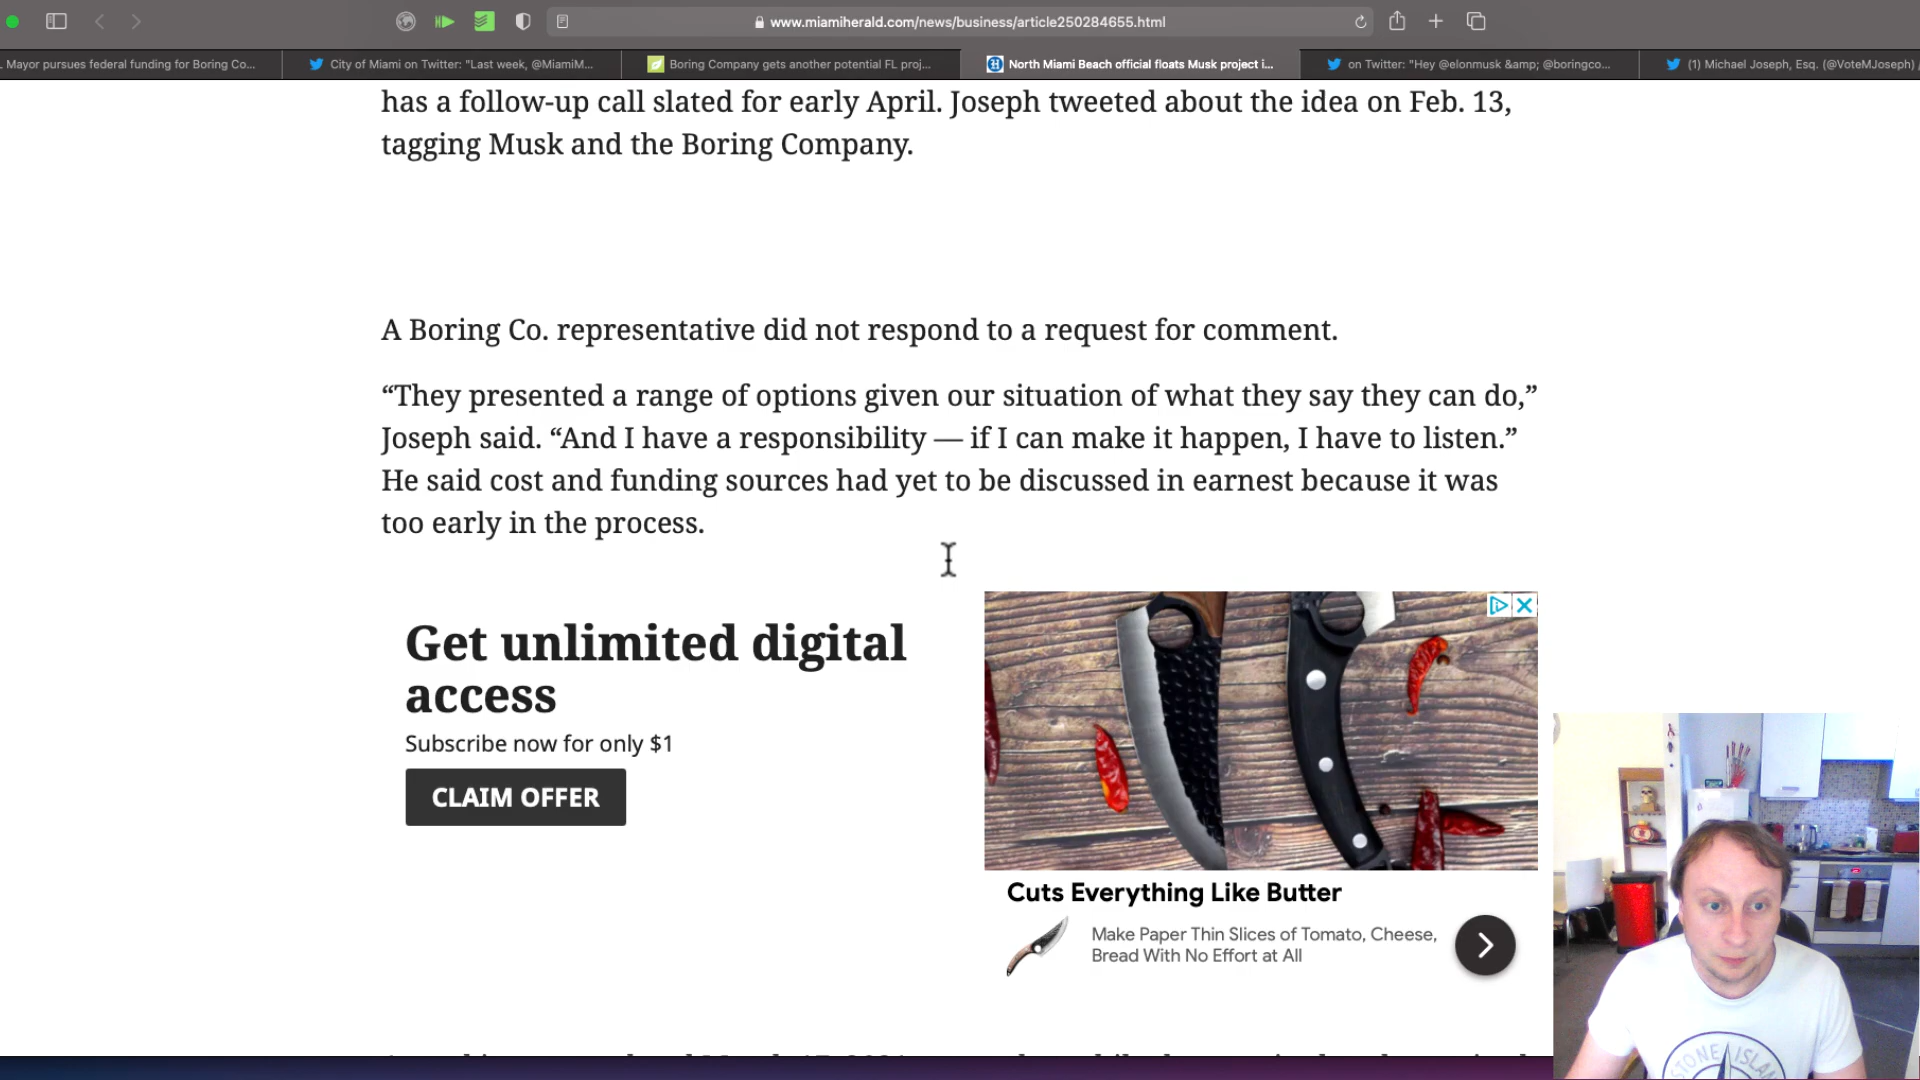 www.miamiherald.com/news/business/article250284655.html
Mayor pursues federal funding for Boring Co...
City of Miami on Twitter: "Last week, @MiamiM...
Boring Company gets another potential FL proj...
North Miami Beach official floats Musk project i...
on Twitter: "Hey @elonmusk &amp; @boringco...
(1) Michael Joseph, Esq. (@VoteMJoseph)
has a follow-up call slated for early April. Joseph tweeted about the idea on Feb. 13,
tagging Musk and the Boring Company.
A Boring Co. representative did not respond to a request for comment.
“They presented a range of options given our situation of what they say they can do,”
Joseph said. “And I have a responsibility — if I can make it happen, I have to listen.”
He said cost and funding sources had yet to be discussed in earnest because it was
too early in the process.
Get unlimited digital
access
Subscribe now for only $1
CLAIM OFFER
Cuts Everything Like Butter
Make Paper Thin Slices of Tomato, Cheese,
Bread With No Effort at All
STONE ISLAND